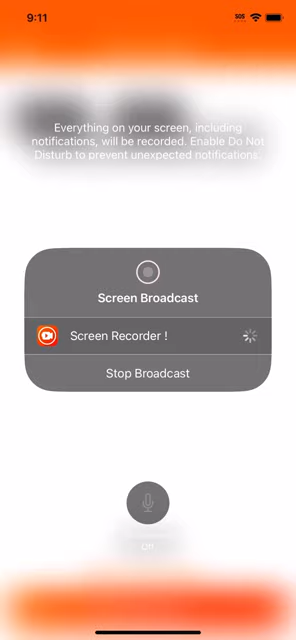 9:11
SOS
Everything on your screen, including
notifications, will be recorded. Enable Do Not
Disturb to prevent unexpected notifications.
Screen Broadcast
Screen Recorder !
Stop Broadcast
Off